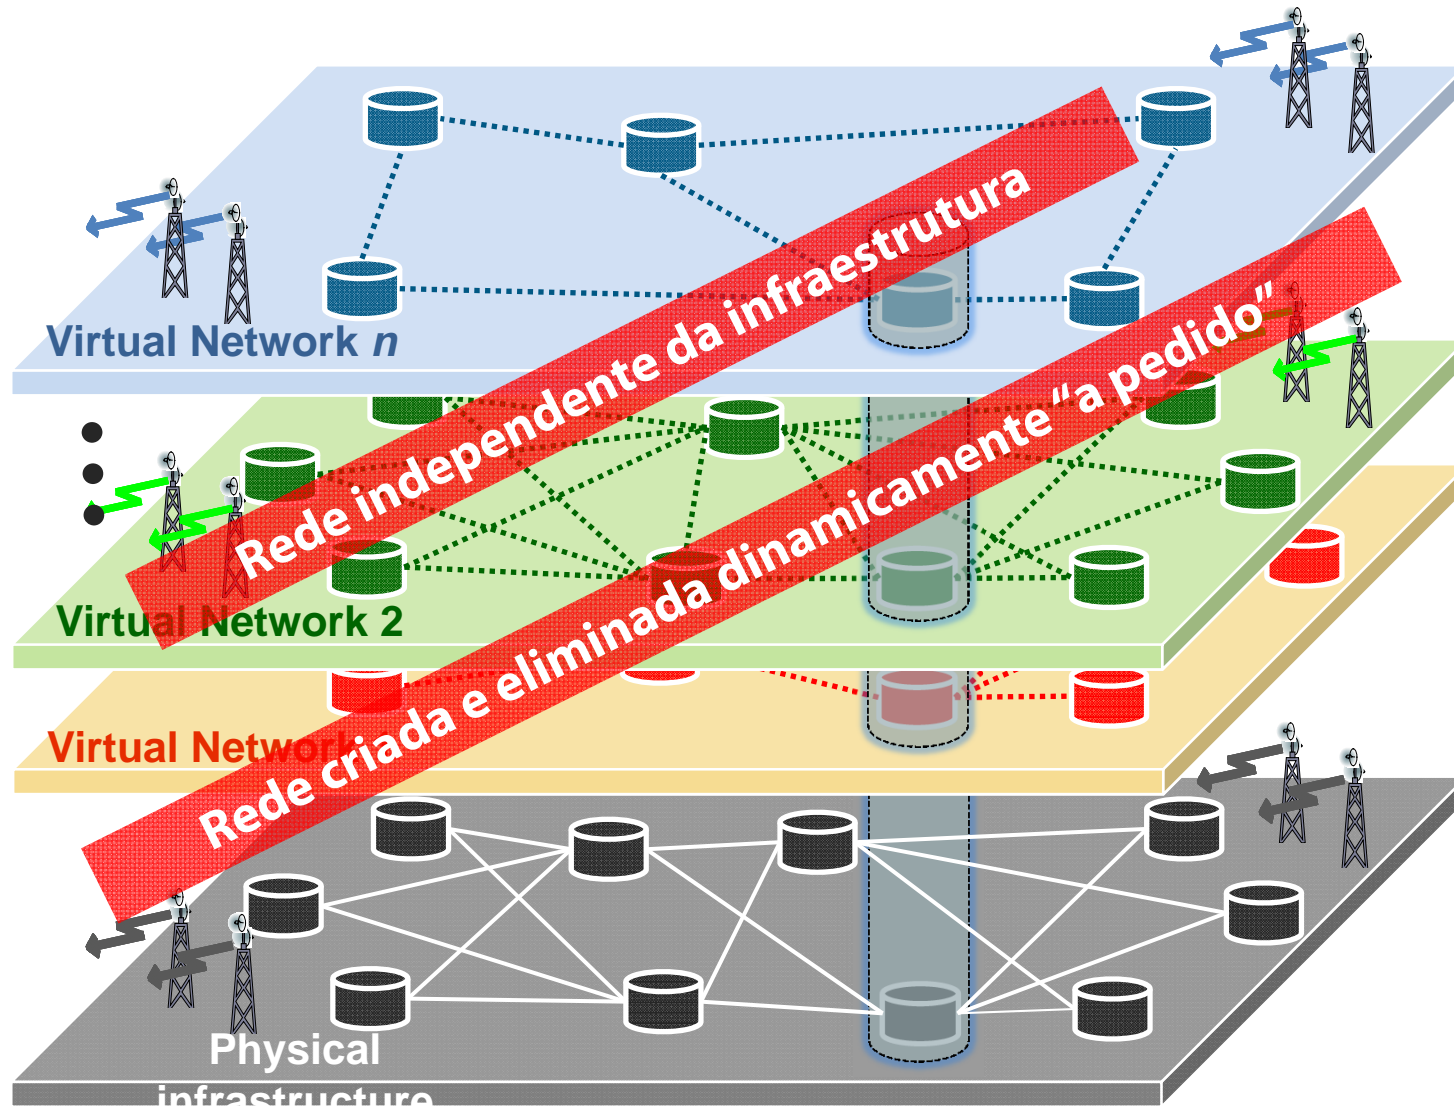 Virtual Network n
Rede independente da infraestrutura
Virtual Network 2
Rede criada e eliminada dinamicamente “a pedido”
Virtual Network
Physical
infrastructure